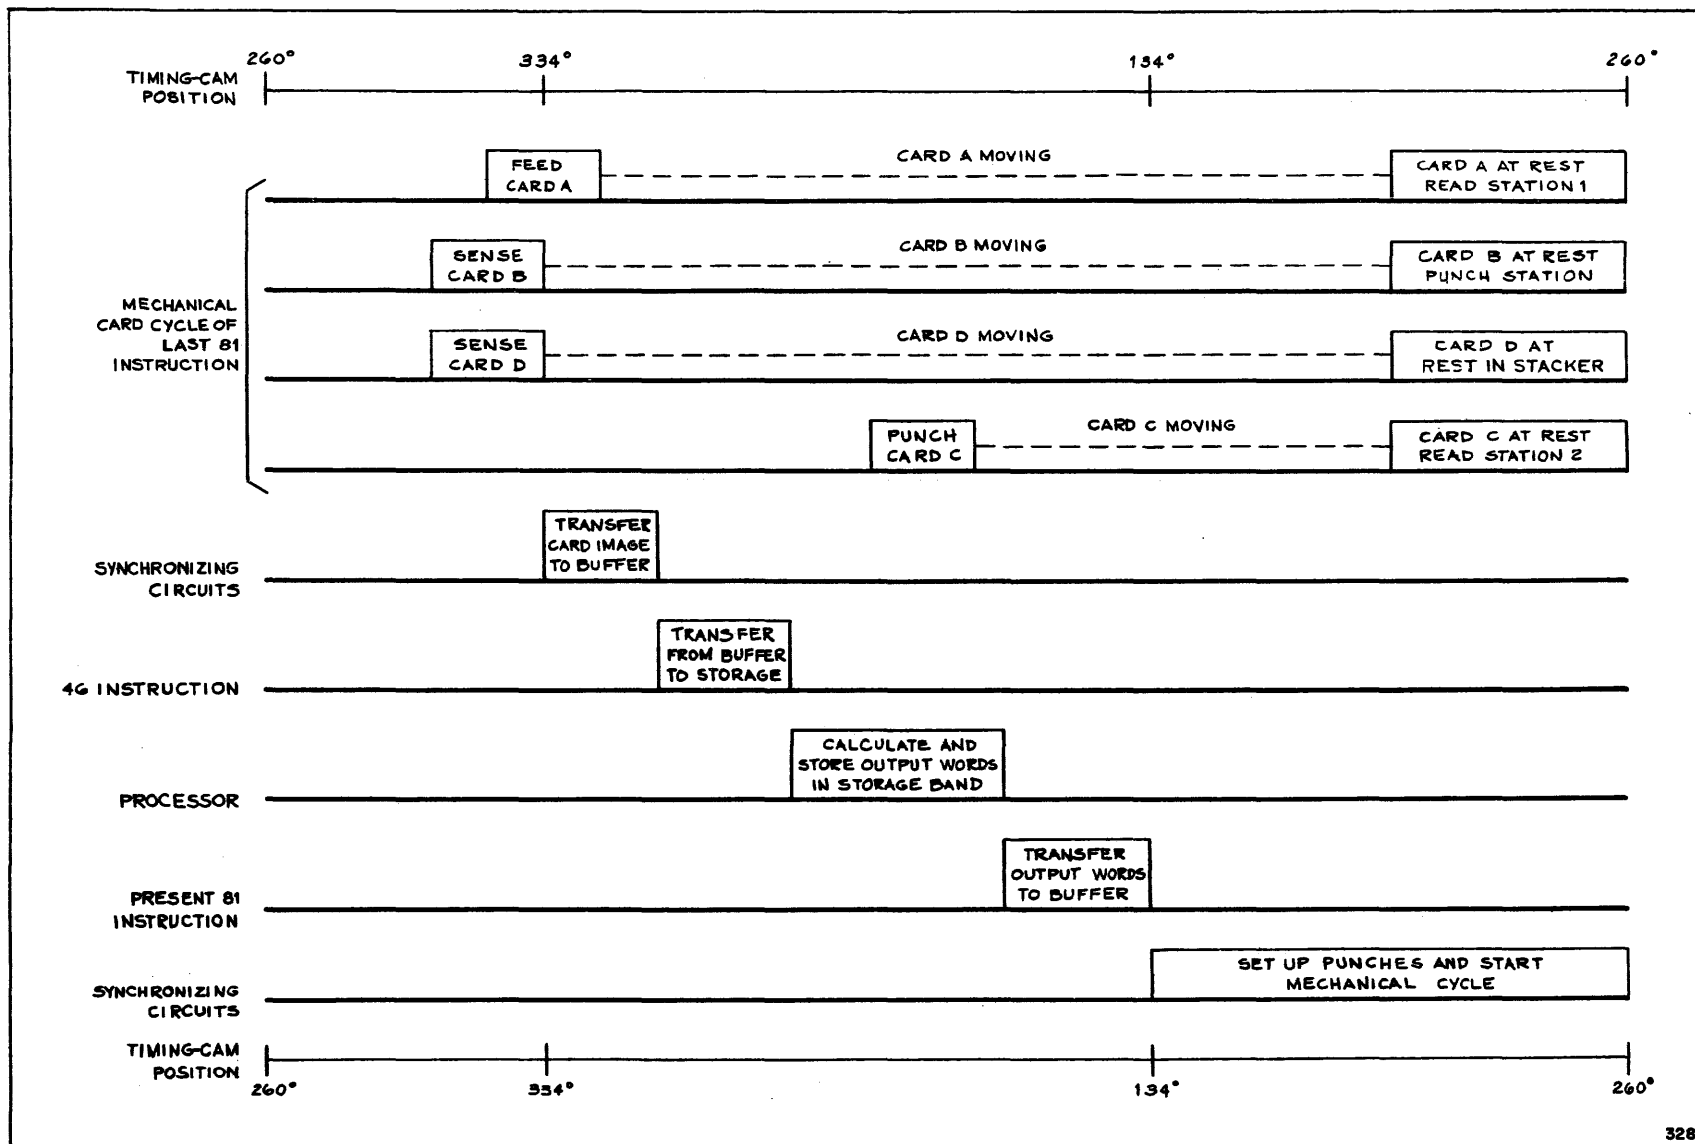 260° 334° 134° 260°
TIMING-CAM
POSITION
FEED
CARD A
CARD A MOVING
CARD A AT REST
READ STATION 1
SENSE
CARD B
CARD B MOVING
CARD B AT REST
PUNCH STATION
MECHANICAL
CARD CYCLE OF
LAST 81
INSTRUCTION
SENSE
CARD D
CARD D MOVING
CARD D AT
REST IN STACKER
PUNCH
CARD C
CARD C MOVING
CARD C AT REST
READ STATION 2
TRANSFER
CARD IMAGE
TO BUFFER
SYNCHRONIZING
CIRCUITS
TRANSFER
FROM BUFFER
TO STORAGE
46 INSTRUCTION
CALCULATE AND
STORE OUTPUT WORDS
IN STORAGE BAND
PROCESSOR
TRANSFER
OUTPUT WORDS
TO BUFFER
PRESENT 81
INSTRUCTION
SET UP PUNCHES AND START
MECHANICAL CYCLE
SYNCHRONIZING
CIRCUITS
TIMING-CAM
POSITION
260° 334° 134° 260°
328